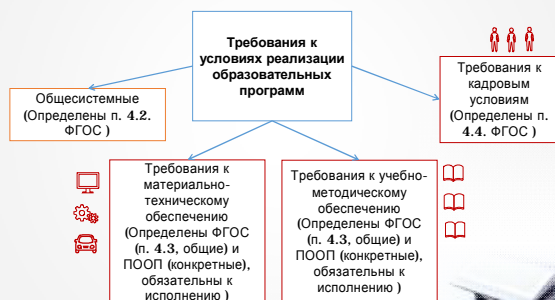 Требования к
условиях реализации
образовательных
программ
Общесистемные
(Определены п. 4.2.
ФГОС )
Требования к
кадровым
условиям
(Определены п.
4.4. ФГОС )
Требования к
материально-
техническому
обеспечению
(Определены ФГОС
(п. 4.3, общие) и
ПООП (конкретные),
обязательны к
исполнению )
Требования к учебно-
методическому
обеспечению
(Определены ФГОС
(п. 4.3, общие) и
ПООП (конкретные),
обязательны к
исполнению )